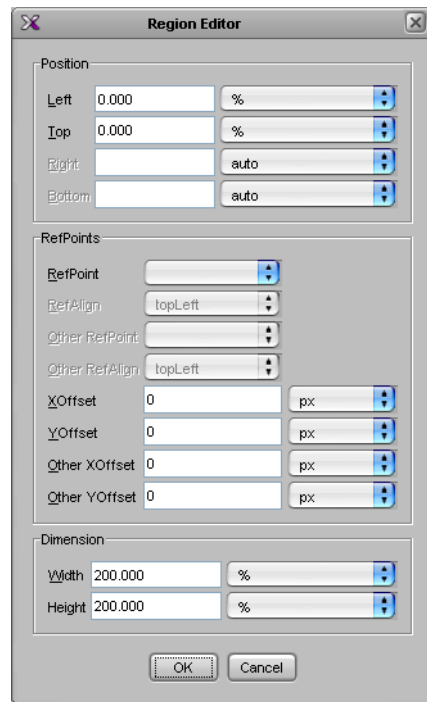 Region Editor
Position
Left 0.000 %
Top 0.000 %
Right auto
Bottom auto
RefPoints
RefPoint
RefAlign topLeft
Other RefPoint
Other RefAlign topLeft
XOffset 0 px
YOffset 0 px
Other XOffset 0 px
Other YOffset 0 px
Dimension
Width 200.000 %
Height 200.000 %
OK Cancel